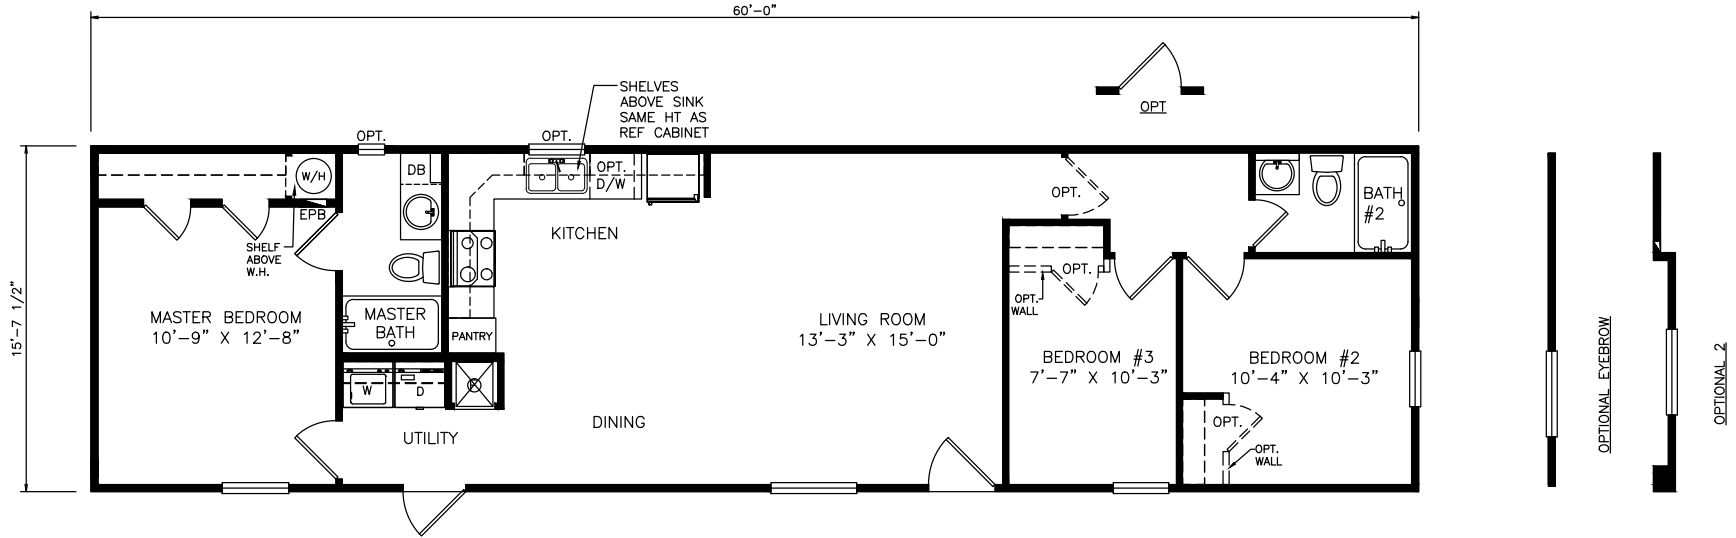 60'-0"
SHELVES
ABOVE SINK
SAME HT AS
REF CABINET
OPT
OPT.
OPT.
W/H
DB
OPT.
D/W
OPT.
BATH
#2
EPB
SHELF
ABOVE
W.H.
KITCHEN
OPT.
OPT.
WALL
15'-7 1/2"
MASTER BEDROOM
10'-9" X 12'-8"
MASTER
BATH
PANTRY
LIVING ROOM
13'-3" X 15'-0"
BEDROOM #3
7'-7" X 10'-3"
BEDROOM #2
10'-4" X 10'-3"
W
D
F
UTILITY
DINING
OPT.
OPT.
WALL
OPTIONAL EYEBROW
OPTIONAL 2